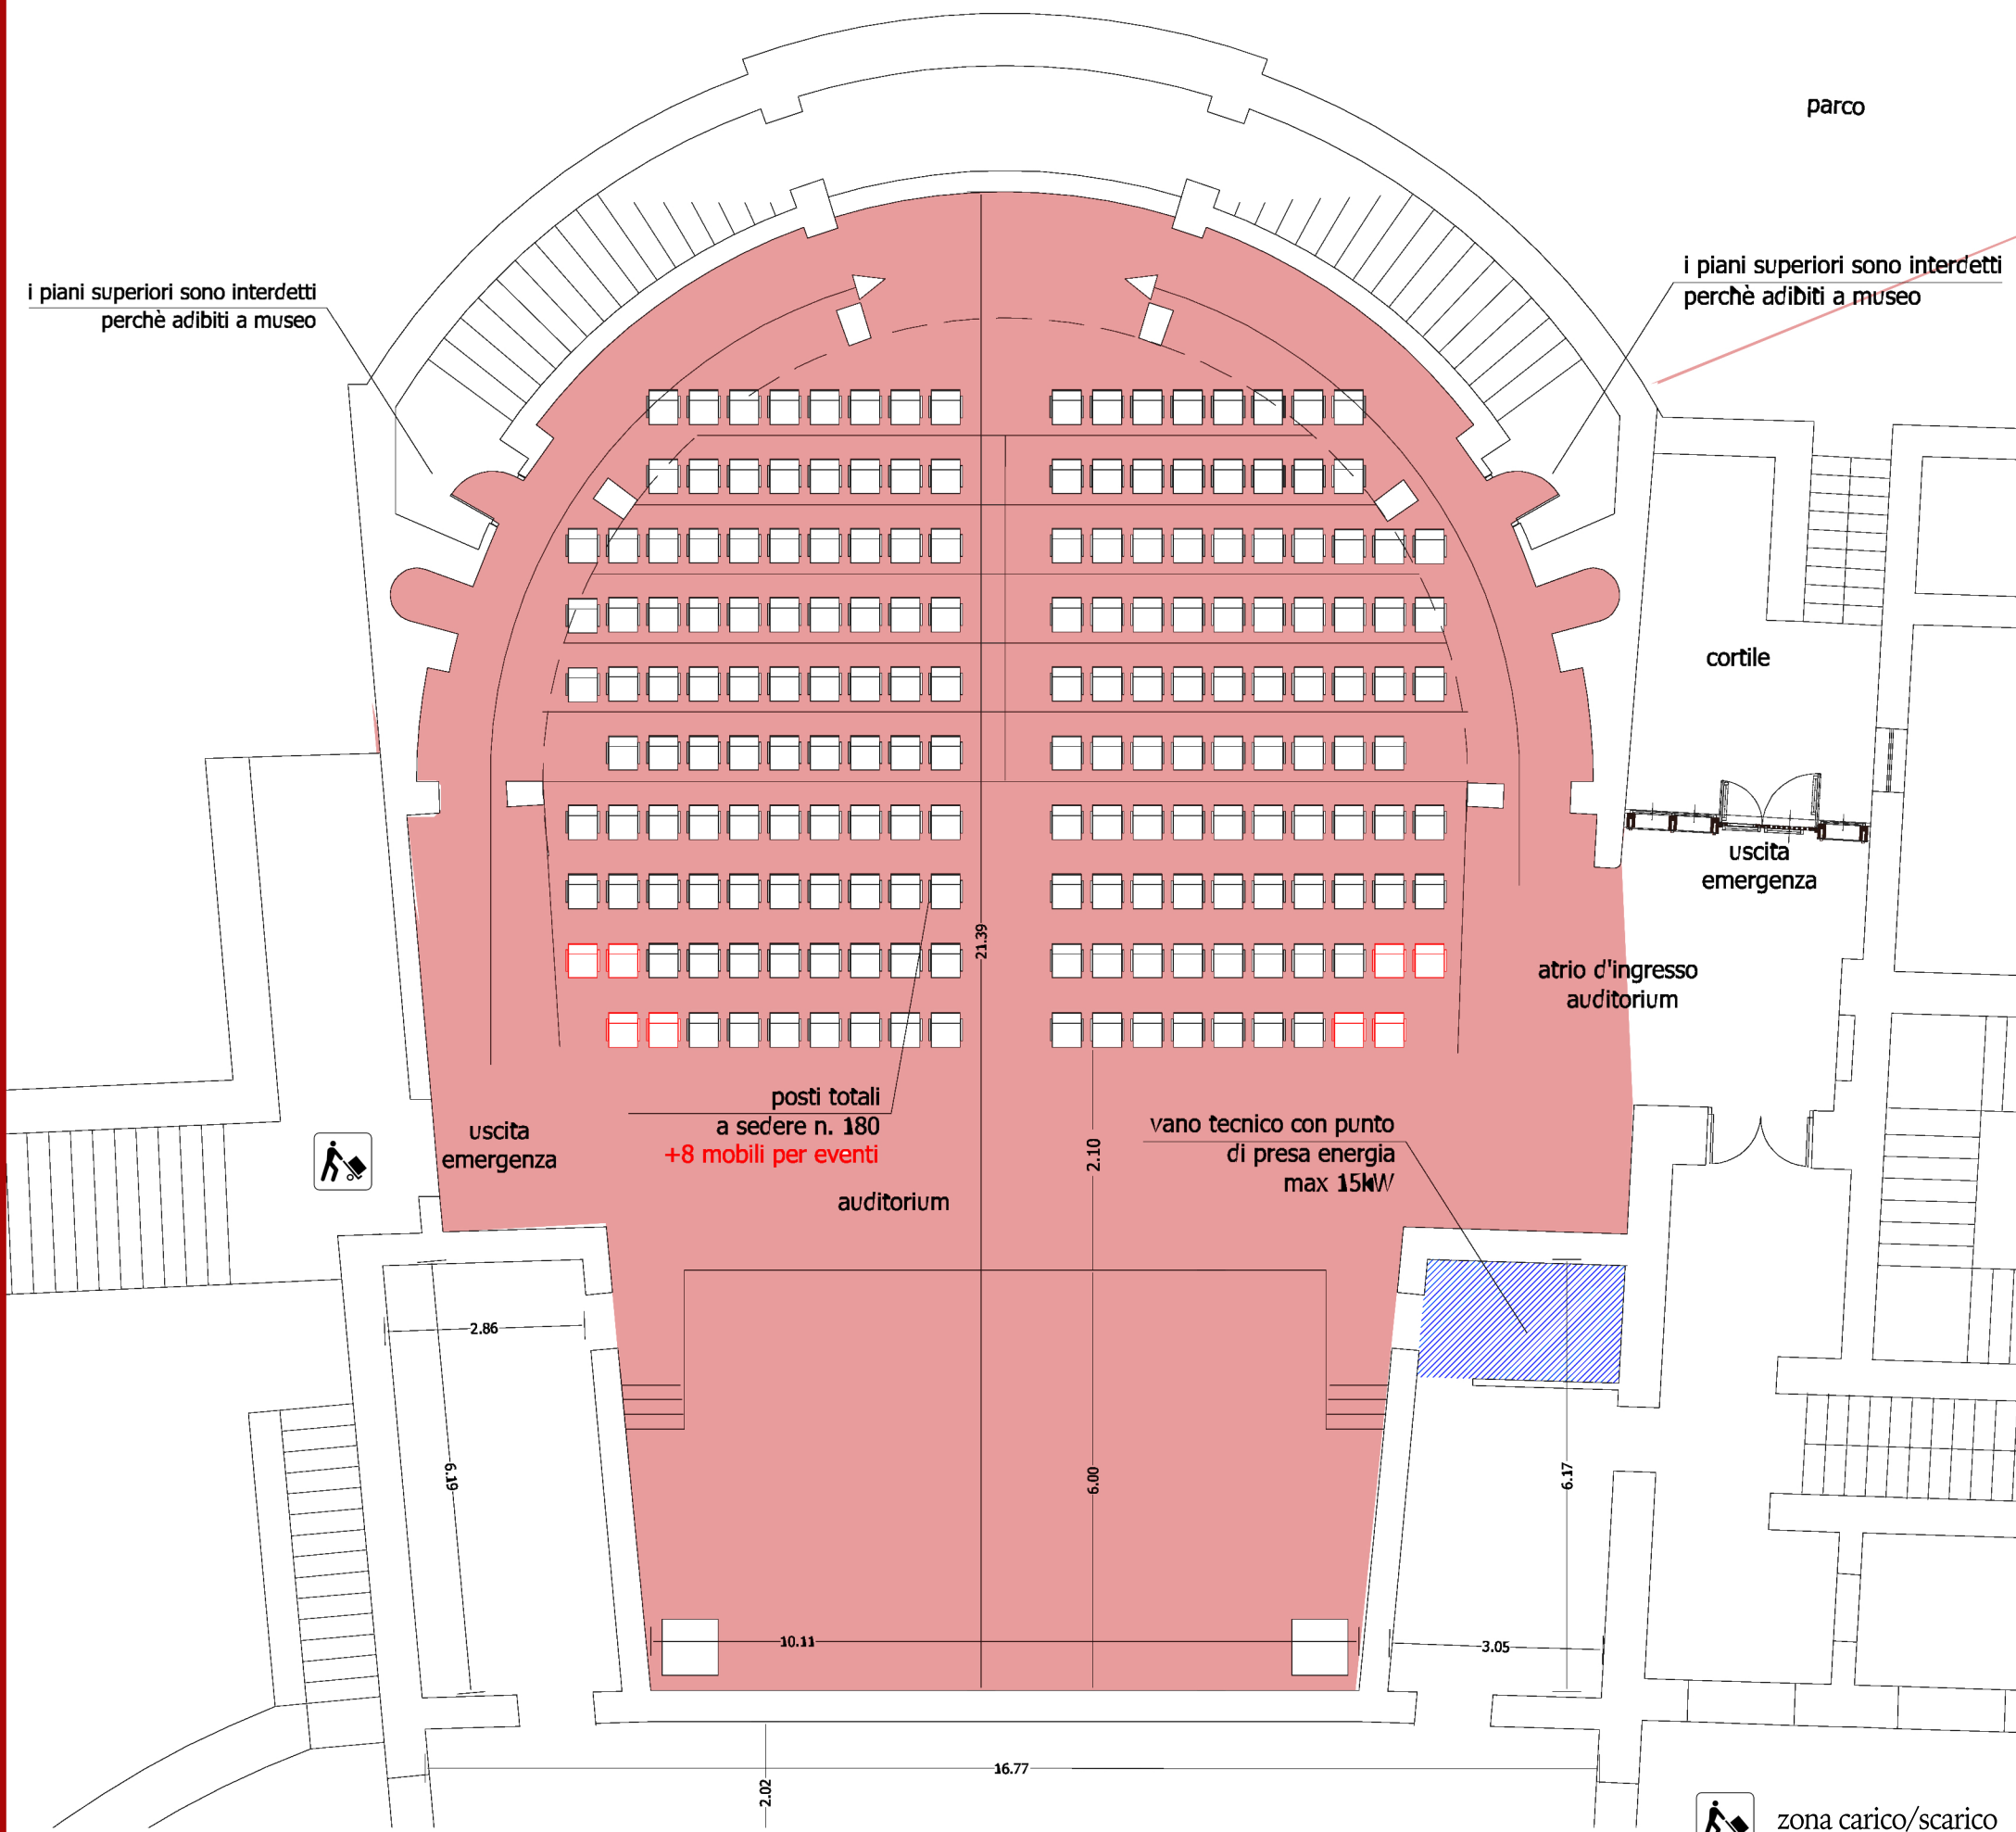 parco
i piani superiori sono interdetti
perchè adibiti a museo
i piani superiori sono interdetti
perchè adibiti a museo
cortile
uscita
emergenza
21.39
atrio d'ingresso
auditorium
posti totali
a sedere n. 180
+8 mobili per eventi
uscita
emergenza
2.10
vano tecnico con punto
di presa energia
max 15kW
auditorium
2.86
6.19
6.00
6.17
10.11
3.05
16.77
2.02
zona carico/scarico